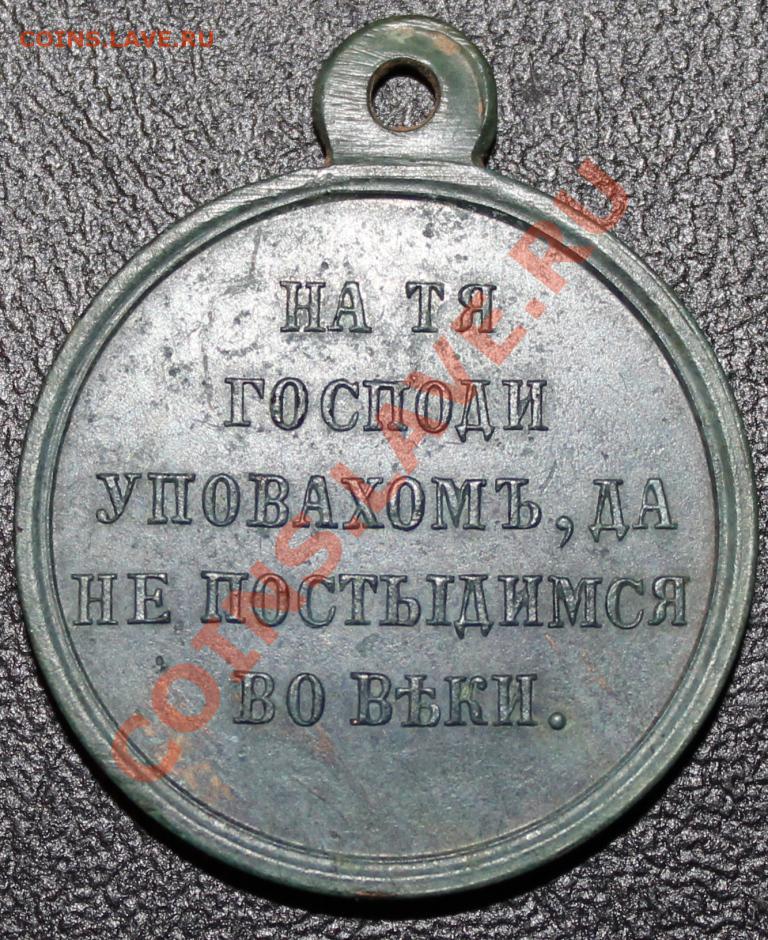 COINS.LAVE.RU
НА ТЯ
ГОСПОДИ
УПОВАХОМЪ, ДА
НЕ ПОСТЫДИМСЯ
ВО ВѢКИ.
COINS.LAVE.RU